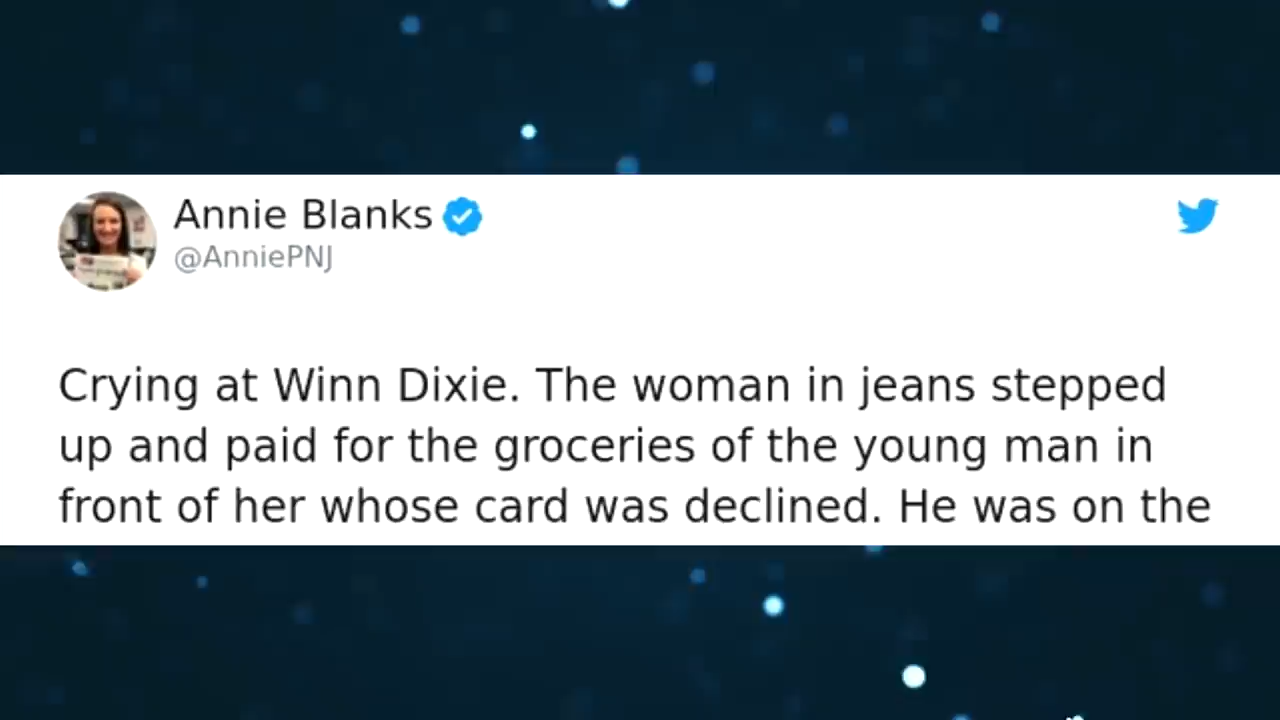 Annie Blanks
@AnniePNJ
Crying at Winn Dixie. The woman in jeans stepped
up and paid for the groceries of the young man in
front of her whose card was declined. He was on the